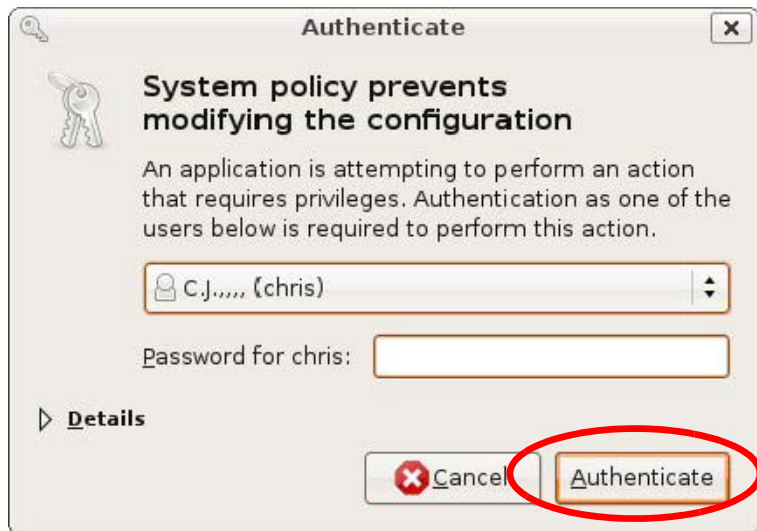 Authenticate
System policy prevents
modifying the configuration
An application is attempting to perform an action
that requires privileges. Authentication as one of the
users below is required to perform this action.
C.J.,,,,, (chris)
Password for chris:
Details
Cancel Authenticate